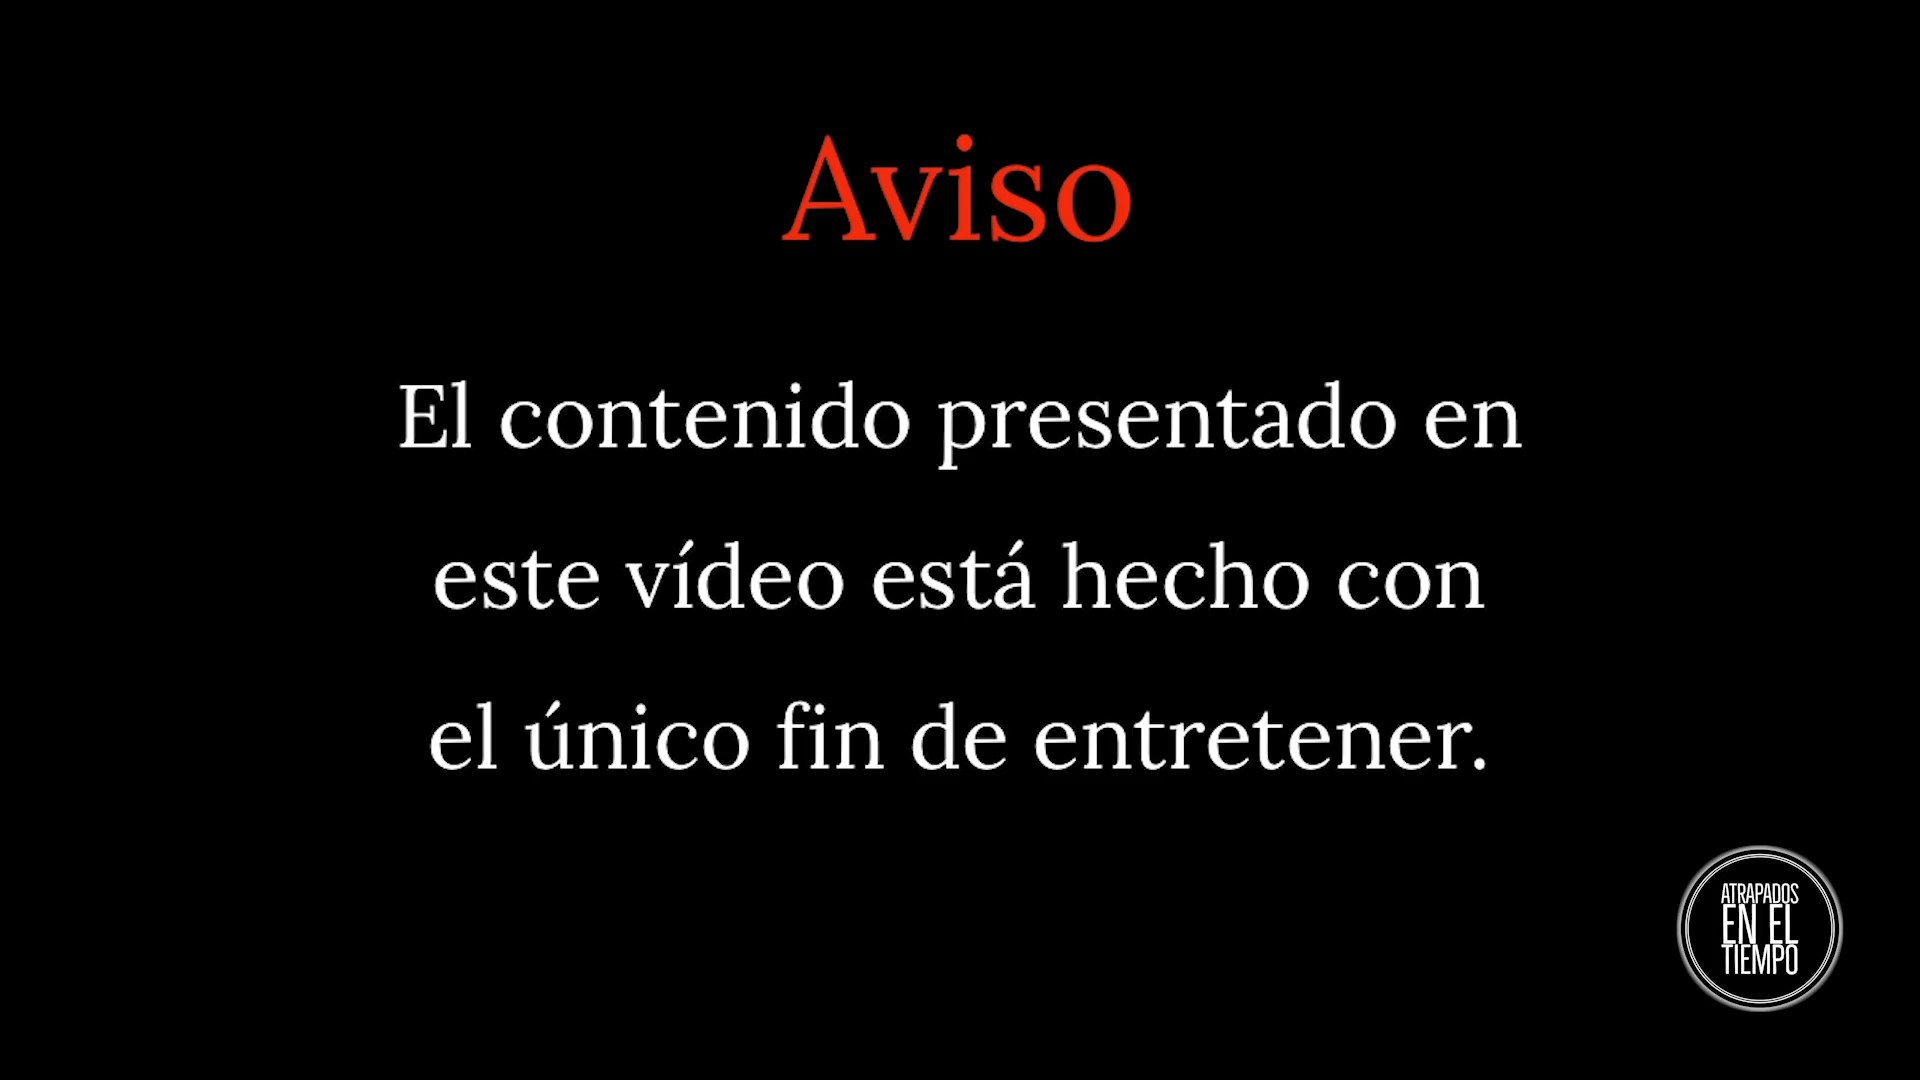 Aviso
El contenido presentado en
este vídeo está hecho con
el único fin de entretener.
ATRAPADOS
EN EL
TIEMPO